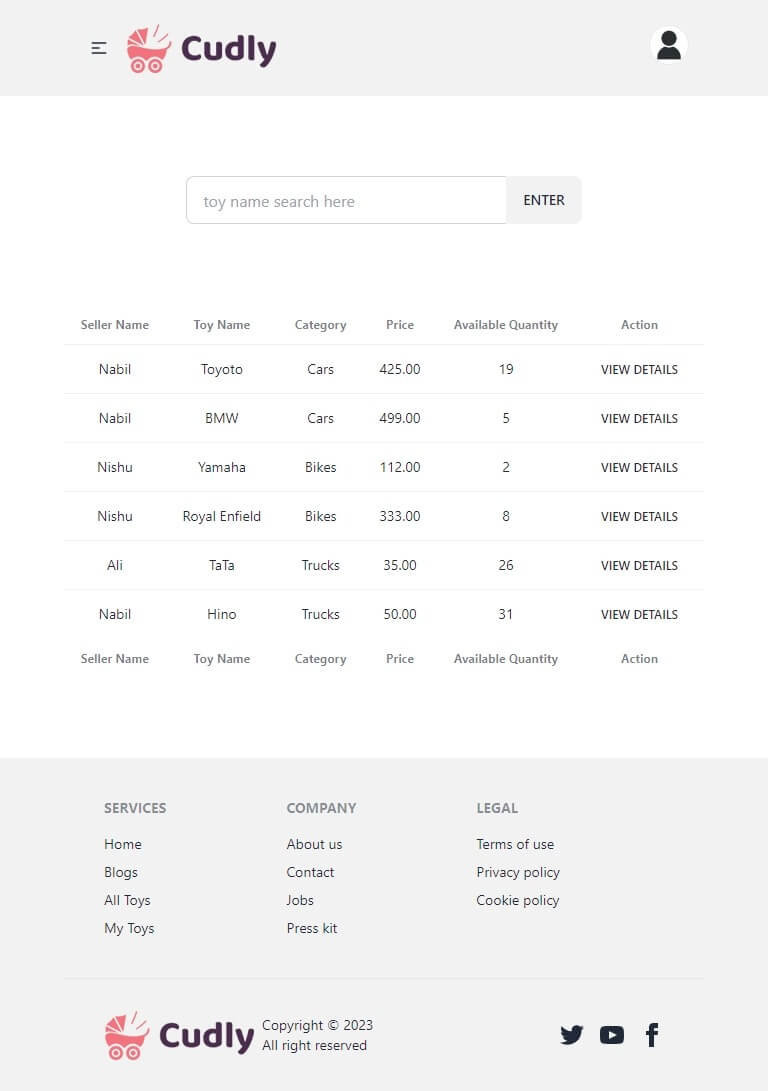 Cudly
toy name search here ENTER
Seller Name Toy Name Category Price Available Quantity Action
Nabil Toyoto Cars 425.00 19 VIEW DETAILS
Nabil BMW Cars 499.00 5 VIEW DETAILS
Nishu Yamaha Bikes 112.00 2 VIEW DETAILS
Nishu Royal Enfield Bikes 333.00 8 VIEW DETAILS
Ali TaTa Trucks 35.00 26 VIEW DETAILS
Nabil Hino Trucks 50.00 31 VIEW DETAILS
Seller Name Toy Name Category Price Available Quantity Action
SERVICES COMPANY LEGAL
Home About us Terms of use
Blogs Contact Privacy policy
All Toys Jobs Cookie policy
My Toys Press kit
Cudly
Copyright © 2023
All right reserved